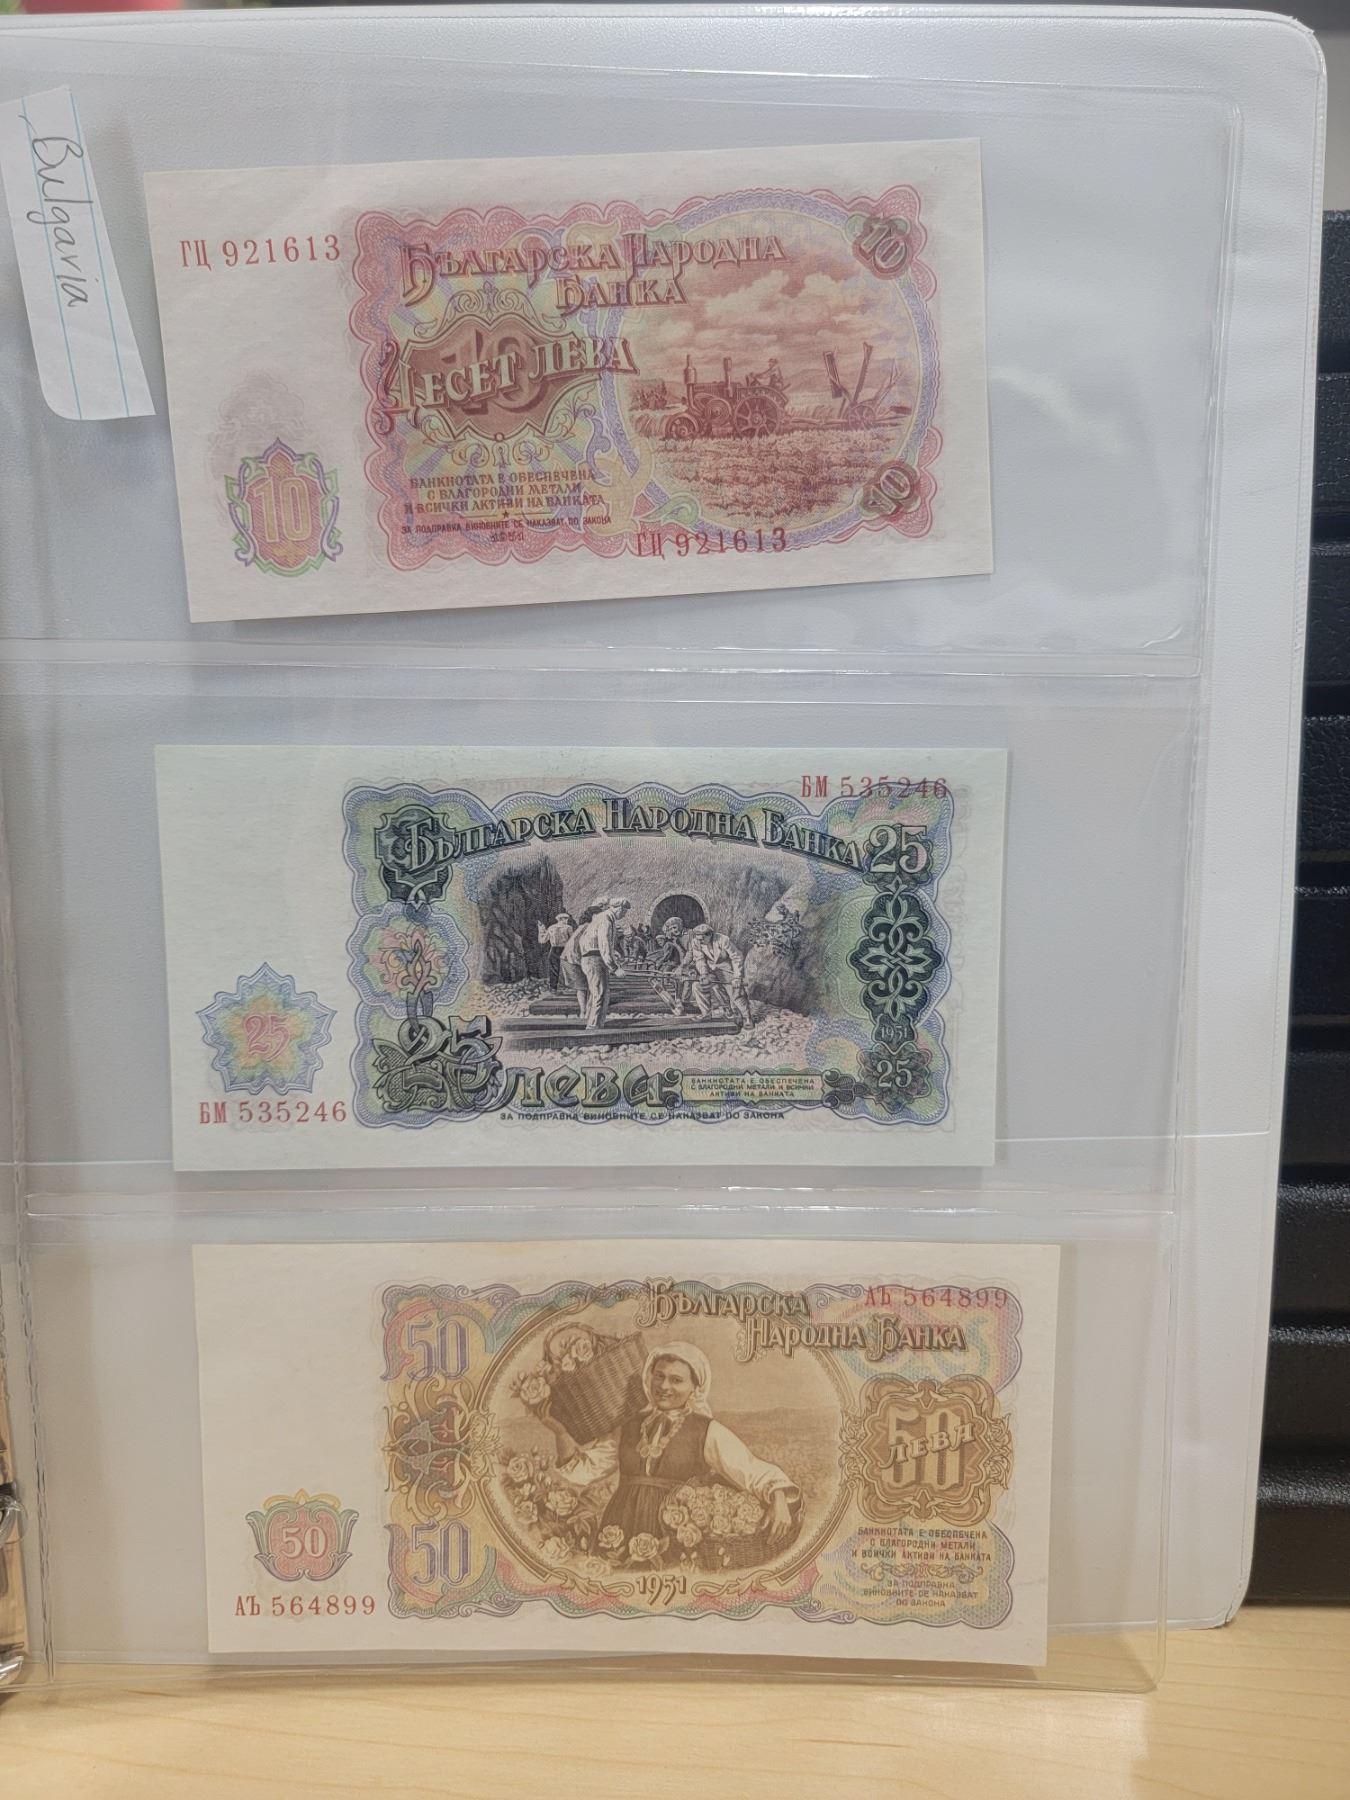 Bulgaria
ГЦ 921613
БЪЛГАРСКА НАРОДНА
БАНКА
10
10
ДЕСЕТ ЛЕВА
БАНКНОТАТА Е ОБЕЗПЕЧЕНА
С БЛАГОРОДНИ МЕТАЛИ
И ВСИЧКИ АКТИВИ НА БАНКАТА
ЗА ПОДПРАВКА ВИНОВНИТЕ СЕ НАКАЗВАТ ПО ЗАКОНА
1951
10
10
ГЦ 921613
БМ 535246
БЪЛГАРСКА НАРОДНА БАНКА
25
25
1951
25
25 лева
БАНКНОТАТА Е ОБЕЗПЕЧЕНА
С БЛАГОРОДНИ МЕТАЛИ И ВСИЧКИ
АКТИВИ НА БАНКАТА
БМ 535246
ЗА ПОДПРАВКА ВИНОВНИТЕ СЕ НАКАЗВАТ ПО ЗАКОНА
АЪ 564899
БЪЛГАРСКА
НАРОДНА БАНКА
50
50
ЛЕВА
50
50
БАНКНОТАТА Е ОБЕЗПЕЧЕНА
С БЛАГОРОДНИ МЕТАЛИ
И ВСИЧКИ АКТИВИ НА БАНКАТА
ЗА ПОДПРАВКА
ВИНОВНИТЕ СЕ НАКАЗВАТ
ПО ЗАКОНА
1951
АЪ 564899